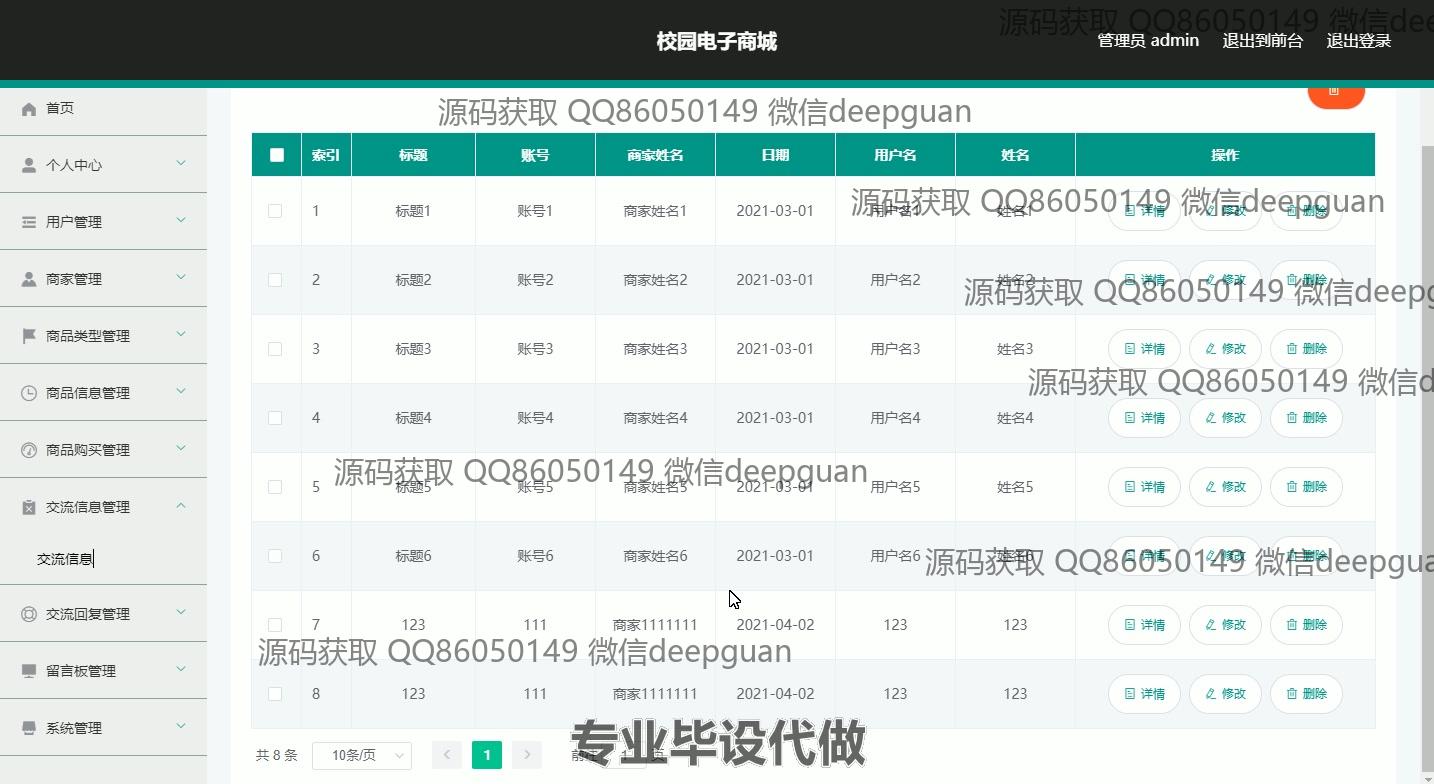 源码获取 QQ86050149 微信dee
校园电子商城
管理员 admin 退出到前台 退出登录
源码获取 QQ86050149 微信deepguan
首页
个人中心
用户管理
商家管理
商品类型管理
商品信息管理
商品购买管理
交流信息管理
交流信息
交流回复管理
留言板管理
系统管理
索引 标题 账号 商家姓名 日期 用户名 姓名 操作
1 标题1 账号1 商家姓名1 2021-03-01 用户名1 姓名1 详情 修改 删除
源码获取 QQ86050149 微信deepguan
2 标题2 账号2 商家姓名2 2021-03-01 用户名2 姓名2 详情 修改 删除
源码获取 QQ86050149 微信deepg
3 标题3 账号3 商家姓名3 2021-03-01 用户名3 姓名3 详情 修改 删除
源码获取 QQ86050149 微信d
4 标题4 账号4 商家姓名4 2021-03-01 用户名4 姓名4 详情 修改 删除
源码获取 QQ86050149 微信deepguan
5 标题5 账号5 商家姓名5 2021-03-01 用户名5 姓名5 详情 修改 删除
6 标题6 账号6 商家姓名6 2021-03-01 用户名6 姓名6 详情 修改 删除
源码获取 QQ86050149 微信deepgua
7 123 111 商家1111111 2021-04-02 123 123 详情 修改 删除
源码获取 QQ86050149 微信deepguan
8 123 111 商家1111111 2021-04-02 123 123 详情 修改 删除
共 8 条 10条/页 1 前往 1 页
专业毕设代做